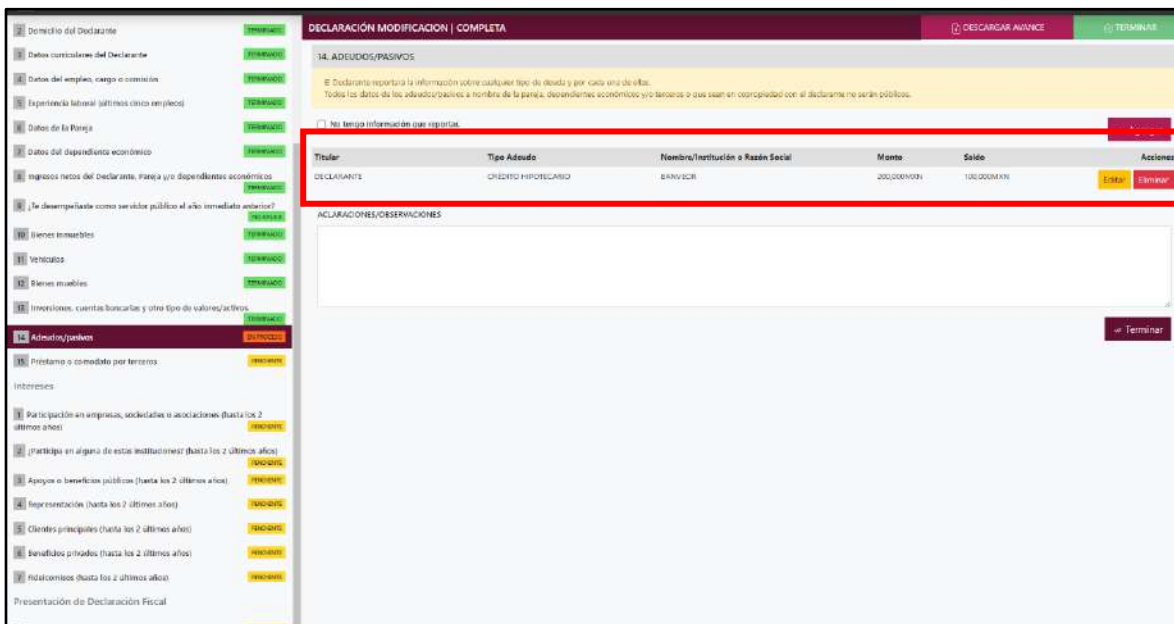 2 Domicilio del Declarante TERMINADO
3 Datos curriculares del Declarante TERMINADO
4 Datos del empleo, cargo o comisión TERMINADO
5 Experiencia laboral (últimos cinco empleos) TERMINADO
6 Datos de la Pareja TERMINADO
7 Datos del dependiente económico TERMINADO
8 Ingresos netos del Declarante, Pareja y/o dependientes económicos
TERMINADO
9 ¿Te desempeñaste como servidor público el año inmediato anterior?
10 Bienes inmuebles TERMINADO
11 Vehículos TERMINADO
12 Bienes muebles TERMINADO
13 Inversiones, cuentas bancarias y otro tipo de valores/activos
TERMINADO
14 Adeudos/pasivos EN PROCESO
15 Préstamo o comodato por terceros PENDIENTE
Intereses
1 Participación en empresas, sociedades o asociaciones (hasta los 2
últimos años) PENDIENTE
2 ¿Participa en alguna de estas instituciones? (hasta los 2 últimos años)
PENDIENTE
3 Apoyos o beneficios públicos (hasta los 2 últimos años) PENDIENTE
4 Representación (hasta los 2 últimos años) PENDIENTE
5 Clientes principales (hasta los 2 últimos años) PENDIENTE
6 Beneficios privados (hasta los 2 últimos años) PENDIENTE
7 Fideicomisos (hasta los 2 últimos años) PENDIENTE
Presentación de Declaración Fiscal
DECLARACIÓN MODIFICACION | COMPLETA
DESCARGAR AVANCE
TERMINAR
14. ADEUDOS/PASIVOS
El Declarante reportará la información sobre cualquier tipo de deuda y por cada una de ellas.
Todos los datos de los adeudos/pasivos a nombre de la pareja, dependientes económicos y/o terceros o que sean en copropiedad con el declarante no serán públicos.
No tengo información que reportar.
Titular Tipo Adeudo Nombre/Institución o Razón Social Monto Saldo Acciones
DECLARANTE CRÉDITO HIPOTECARIO 200,000MXN 100,000MXN Editar Eliminar
ACLARACIONES/OBSERVACIONES
Terminar